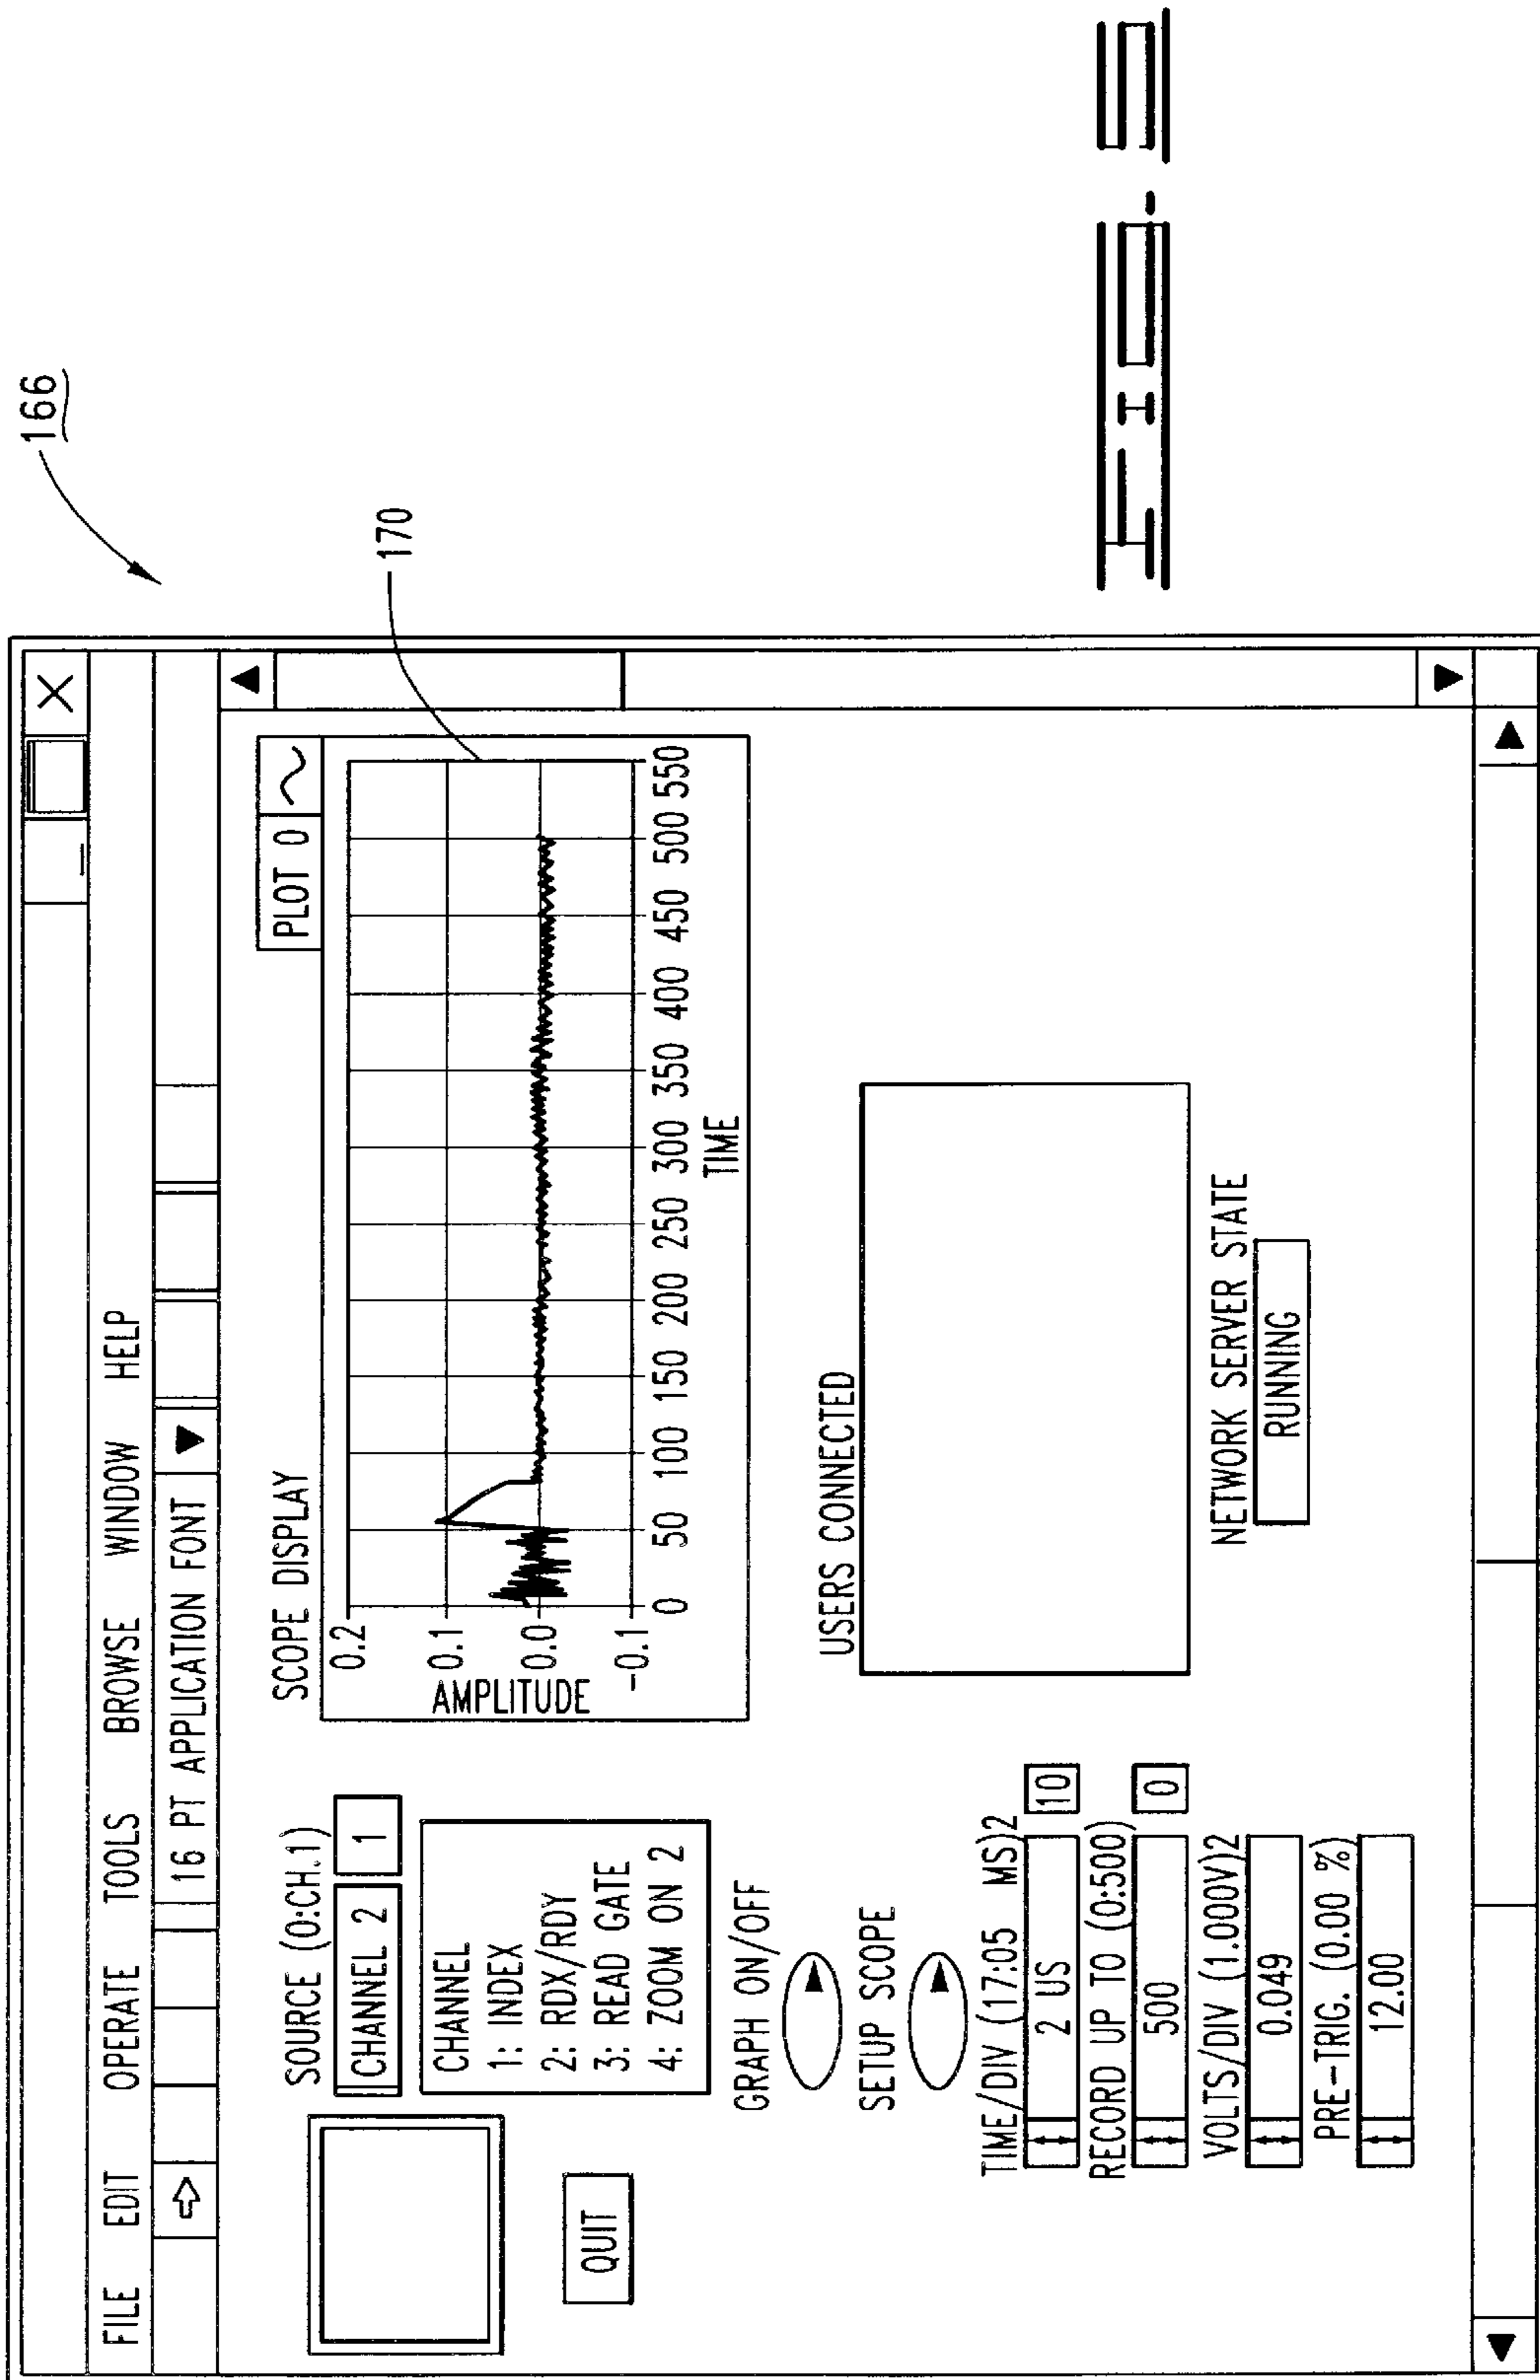 166
FILE EDIT OPERATE TOOLS BROWSE WINDOW HELP
16 PT APPLICATION FONT
SOURCE (0:CH.1)
CHANNEL 2 1
CHANNEL
1: INDEX
2: RDX/RDY
3: READ GATE
4: ZOOM ON 2
QUIT
GRAPH ON/OFF
SETUP SCOPE
TIME/DIV (17:05 MS)2
2 US 10
RECORD UP TO (0:500)
500 0
VOLTS/DIV (1.000V)2
0.049
PRE-TRIG. (0.00 %)
12.00
SCOPE DISPLAY
PLOT 0
170
AMPLITUDE
0.2
0.1
0.0
-0.1
0 50 100 150 200 250 300 350 400 450 500 550
TIME
USERS CONNECTED
NETWORK SERVER STATE
RUNNING